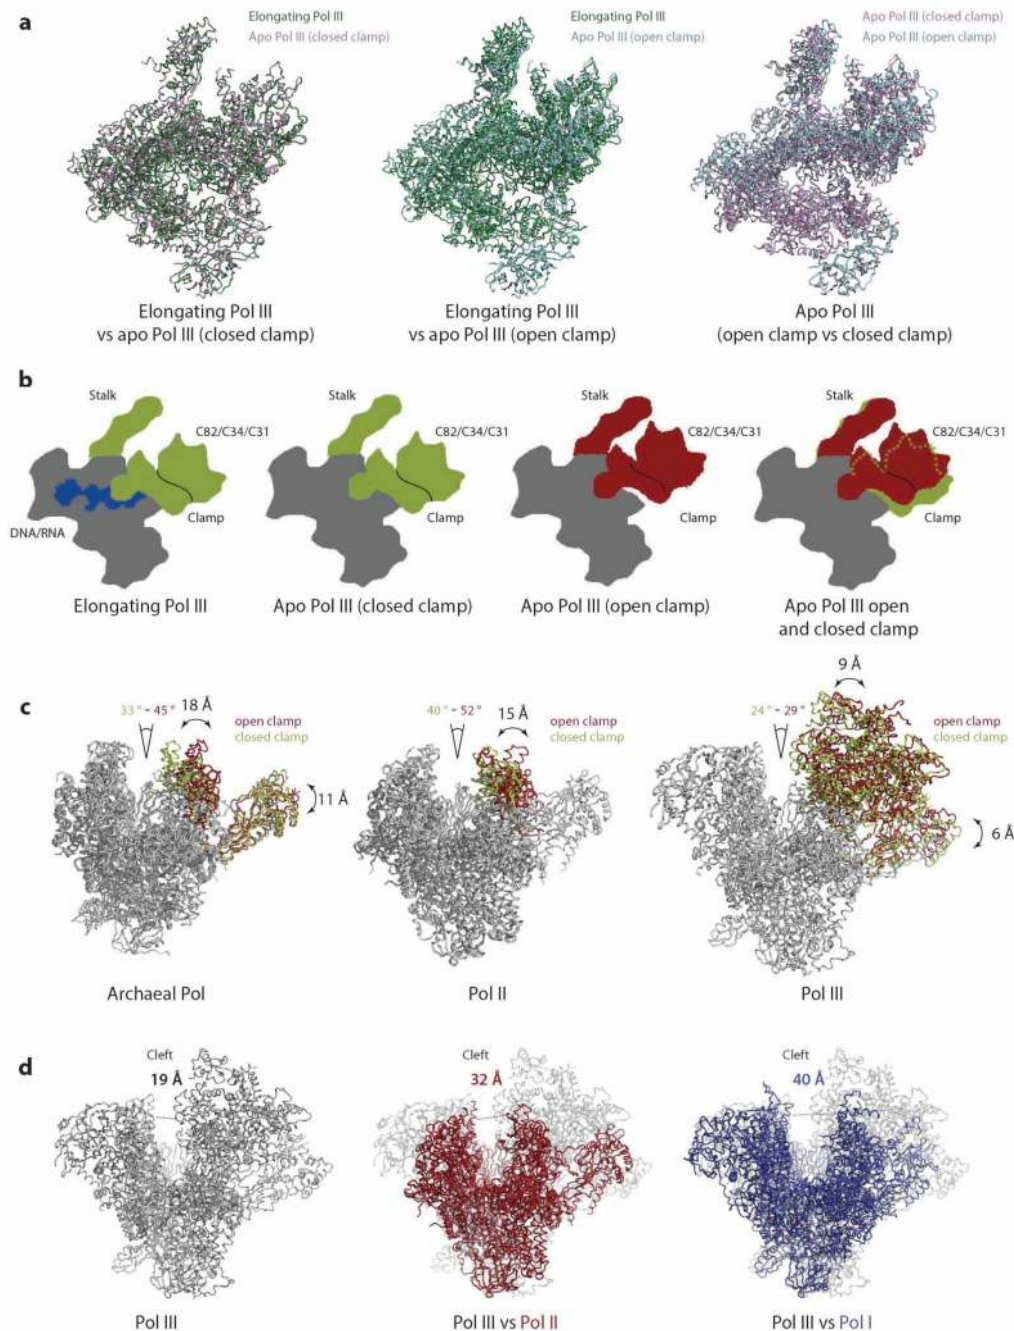 a
Elongating Pol III
Apo Pol III (closed clamp)
Elongating Pol III
Apo Pol III (open clamp)
Apo Pol III (closed clamp)
Apo Pol III (open clamp)
Elongating Pol III
vs apo Pol III (closed clamp)
Elongating Pol III
vs apo Pol III (open clamp)
Apo Pol III
(open clamp vs closed clamp)
b
Stalk
C82/C34/C31
DNA/RNA
Clamp
Elongating Pol III
Stalk
C82/C34/C31
Clamp
Apo Pol III (closed clamp)
Stalk
C82/C34/C31
Clamp
Apo Pol III (open clamp)
Stalk
C82/C34/C31
Clamp
Apo Pol III open
and closed clamp
c
33 ° - 45 °
18 Å
open clamp
closed clamp
11 Å
Archaeal Pol
40 ° - 52 °
15 Å
open clamp
closed clamp
Pol II
9 Å
24 ° - 29 °
open clamp
closed clamp
6 Å
Pol III
d
Cleft
19 Å
Pol III
Cleft
32 Å
Pol III vs Pol II
Cleft
40 Å
Pol III vs Pol I